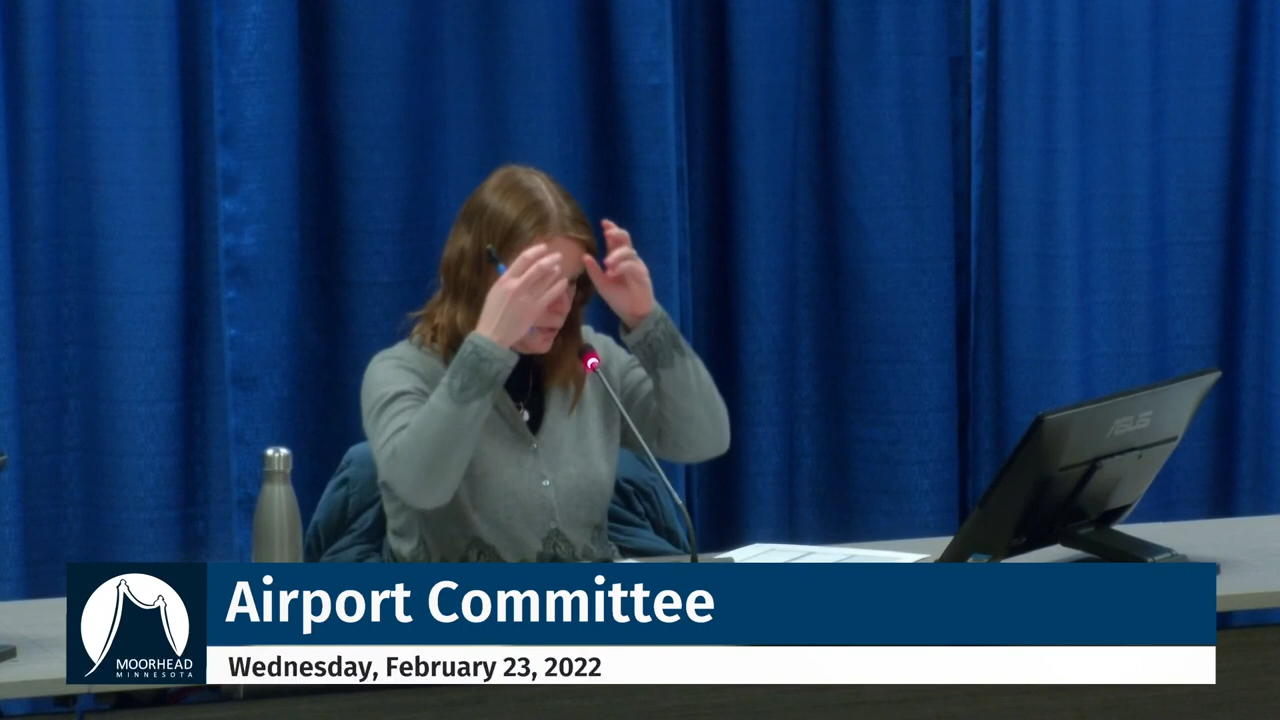 ASUS
Airport Committee
MOORHEAD
MINNESOTA
Wednesday, February 23, 2022